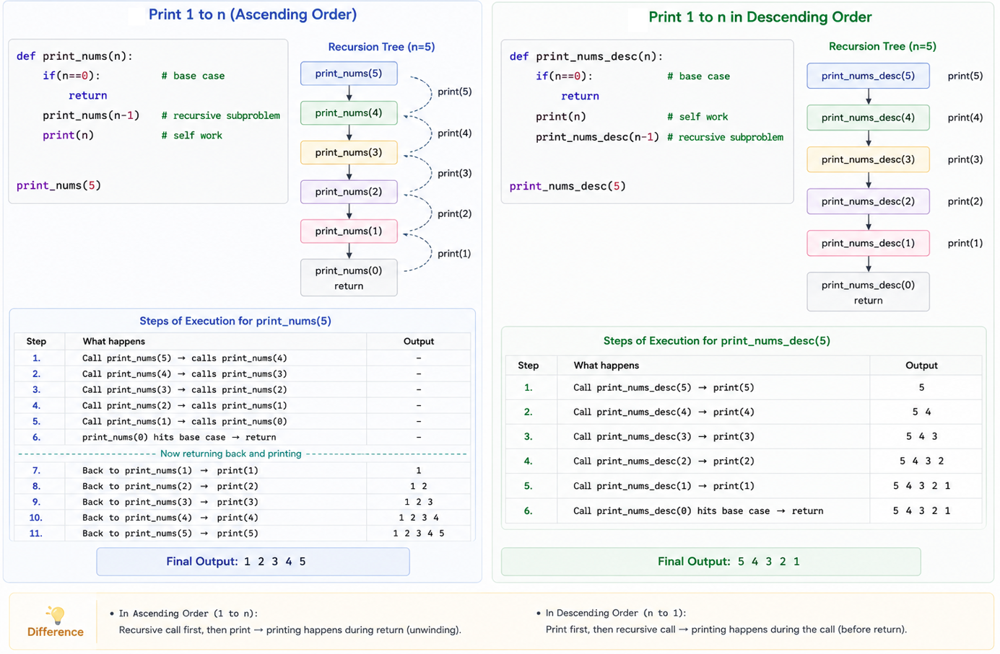 Print 1 to n (Ascending Order)
def print_nums(n):
if(n==0): # base case
return
print_nums(n-1) # recursive subproblem
print(n) # self work
print_nums(5)
Recursion Tree (n=5)
print_nums(5)
print(5)
print_nums(4)
print(4)
print_nums(3)
print(3)
print_nums(2)
print(2)
print_nums(1)
print(1)
print_nums(0)
return
Steps of Execution for print_nums(5)
Step What happens Output
1. Call print_nums(5) → calls print_nums(4) –
2. Call print_nums(4) → calls print_nums(3) –
3. Call print_nums(3) → calls print_nums(2) –
4. Call print_nums(2) → calls print_nums(1) –
5. Call print_nums(1) → calls print_nums(0) –
6. print_nums(0) hits base case → return –
Now returning back and printing
7. Back to print_nums(1) → print(1) 1
8. Back to print_nums(2) → print(2) 1 2
9. Back to print_nums(3) → print(3) 1 2 3
10. Back to print_nums(4) → print(4) 1 2 3 4
11. Back to print_nums(5) → print(5) 1 2 3 4 5
Final Output: 1 2 3 4 5
Print 1 to n in Descending Order
def print_nums_desc(n):
if(n==0): # base case
return
print(n) # self work
print_nums_desc(n-1) # recursive subproblem
print_nums_desc(5)
Recursion Tree (n=5)
print_nums_desc(5) print(5)
print_nums_desc(4) print(4)
print_nums_desc(3) print(3)
print_nums_desc(2) print(2)
print_nums_desc(1) print(1)
print_nums_desc(0)
return
Steps of Execution for print_nums_desc(5)
Step What happens Output
1. Call print_nums_desc(5) → print(5) 5
2. Call print_nums_desc(4) → print(4) 5 4
3. Call print_nums_desc(3) → print(3) 5 4 3
4. Call print_nums_desc(2) → print(2) 5 4 3 2
5. Call print_nums_desc(1) → print(1) 5 4 3 2 1
6. Call print_nums_desc(0) hits base case → return 5 4 3 2 1
Final Output: 5 4 3 2 1
Difference
• In Ascending Order (1 to n):
Recursive call first, then print → printing happens during return (unwinding).
• In Descending Order (n to 1):
Print first, then recursive call → printing happens during the call (before return).